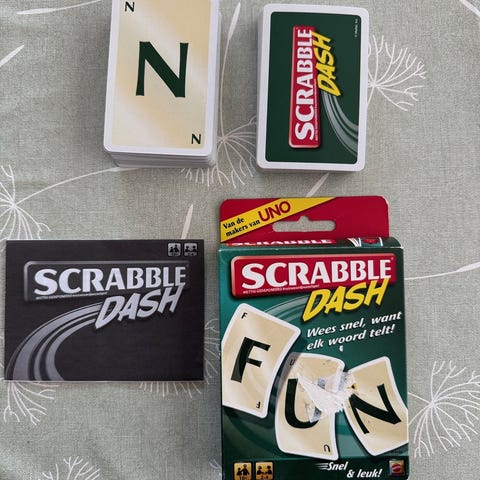 N
N
N
SCRABBLE
DASH
SCRABBLE
DASH
Van de
makers van UNO
SCRABBLE
SCRABBLE
DASH
Wees snel, want
elk woord telt!
F
F
F
U
U
N
Snel
& leuk!